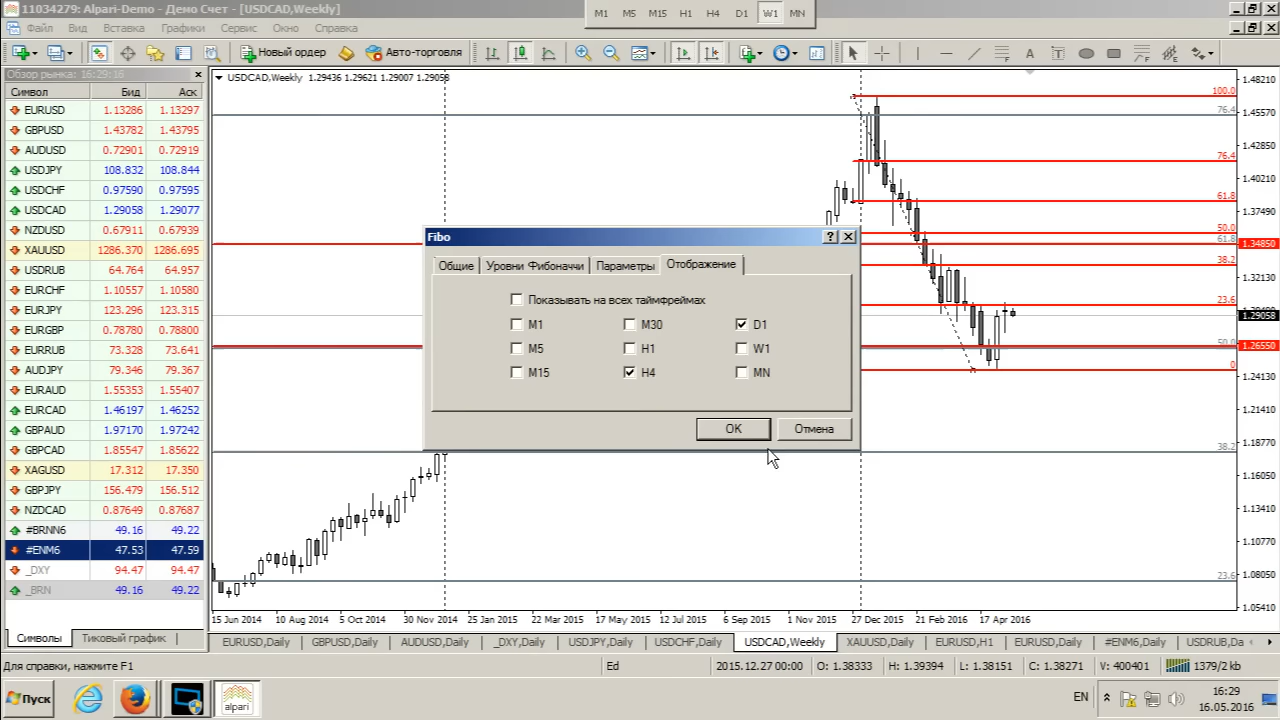 11034279: Alpari-Demo - Демо Счет - [USDCAD,Weekly]
M1 M5 M15 H1 H4 D1 W1 MN
Файл Вид Вставка Графики Сервис Окно Справка
Новый ордер Авто-торговля
Обзор рынка: 16:29:16
Символ Бид Аск
EURUSD 1.13286 1.13297
GBPUSD 1.43782 1.43795
AUDUSD 0.72901 0.72919
USDJPY 108.832 108.844
USDCHF 0.97590 0.97595
USDCAD 1.29058 1.29077
NZDUSD 0.67911 0.67939
XAUUSD 1286.370 1286.695
USDRUB 64.764 64.957
EURCHF 1.10557 1.10580
EURJPY 123.296 123.315
EURGBP 0.78780 0.78800
EURRUB 73.328 73.641
AUDJPY 79.346 79.367
EURAUD 1.55353 1.55407
EURCAD 1.46197 1.46252
GBPAUD 1.97170 1.97242
GBPCAD 1.85547 1.85622
XAGUSD 17.312 17.350
GBPJPY 156.479 156.512
NZDCAD 0.87649 0.87687
#BRNN6 49.16 49.22
#ENM6 47.53 47.59
_DXY 94.47 94.47
_BRN 49.16 49.22
Символы Тиковый график
USDCAD,Weekly 1.29436 1.29621 1.29007 1.29058
100.0
76.4
76.4
61.8
50.0
61.8
38.2
23.6
50.0
0
38.2
23.6
1.48210
1.45570
1.42850
1.40210
1.37490
1.34850
1.32130
1.29058
1.26550
1.24130
1.21410
1.18770
1.16050
1.13410
1.10770
1.08050
1.05410
Fibo
Общие Уровни Фибоначчи Параметры Отображение
Показывать на всех таймфреймах
M1 M30 D1
M5 H1 W1
M15 H4 MN
OK Отмена
15 Jun 2014 10 Aug 2014 5 Oct 2014 30 Nov 2014 25 Jan 2015 22 Mar 2015 17 May 2015 12 Jul 2015 6 Sep 2015 1 Nov 2015 27 Dec 2015 21 Feb 2016 17 Apr 2016
EURUSD,Daily GBPUSD,Daily AUDUSD,Daily _DXY,Daily USDJPY,Daily USDCHF,Daily USDCAD,Weekly XAUUSD,Daily EURUSD,H1 EURUSD,Daily #ENM6,Daily USDRUB,Da
Для справки, нажмите F1 Ed 2015.12.27 00:00 O: 1.38333 H: 1.39394 L: 1.38151 C: 1.38271 V: 400401 1379/2 kb
Пуск alpari EN 16:29
16.05.2016